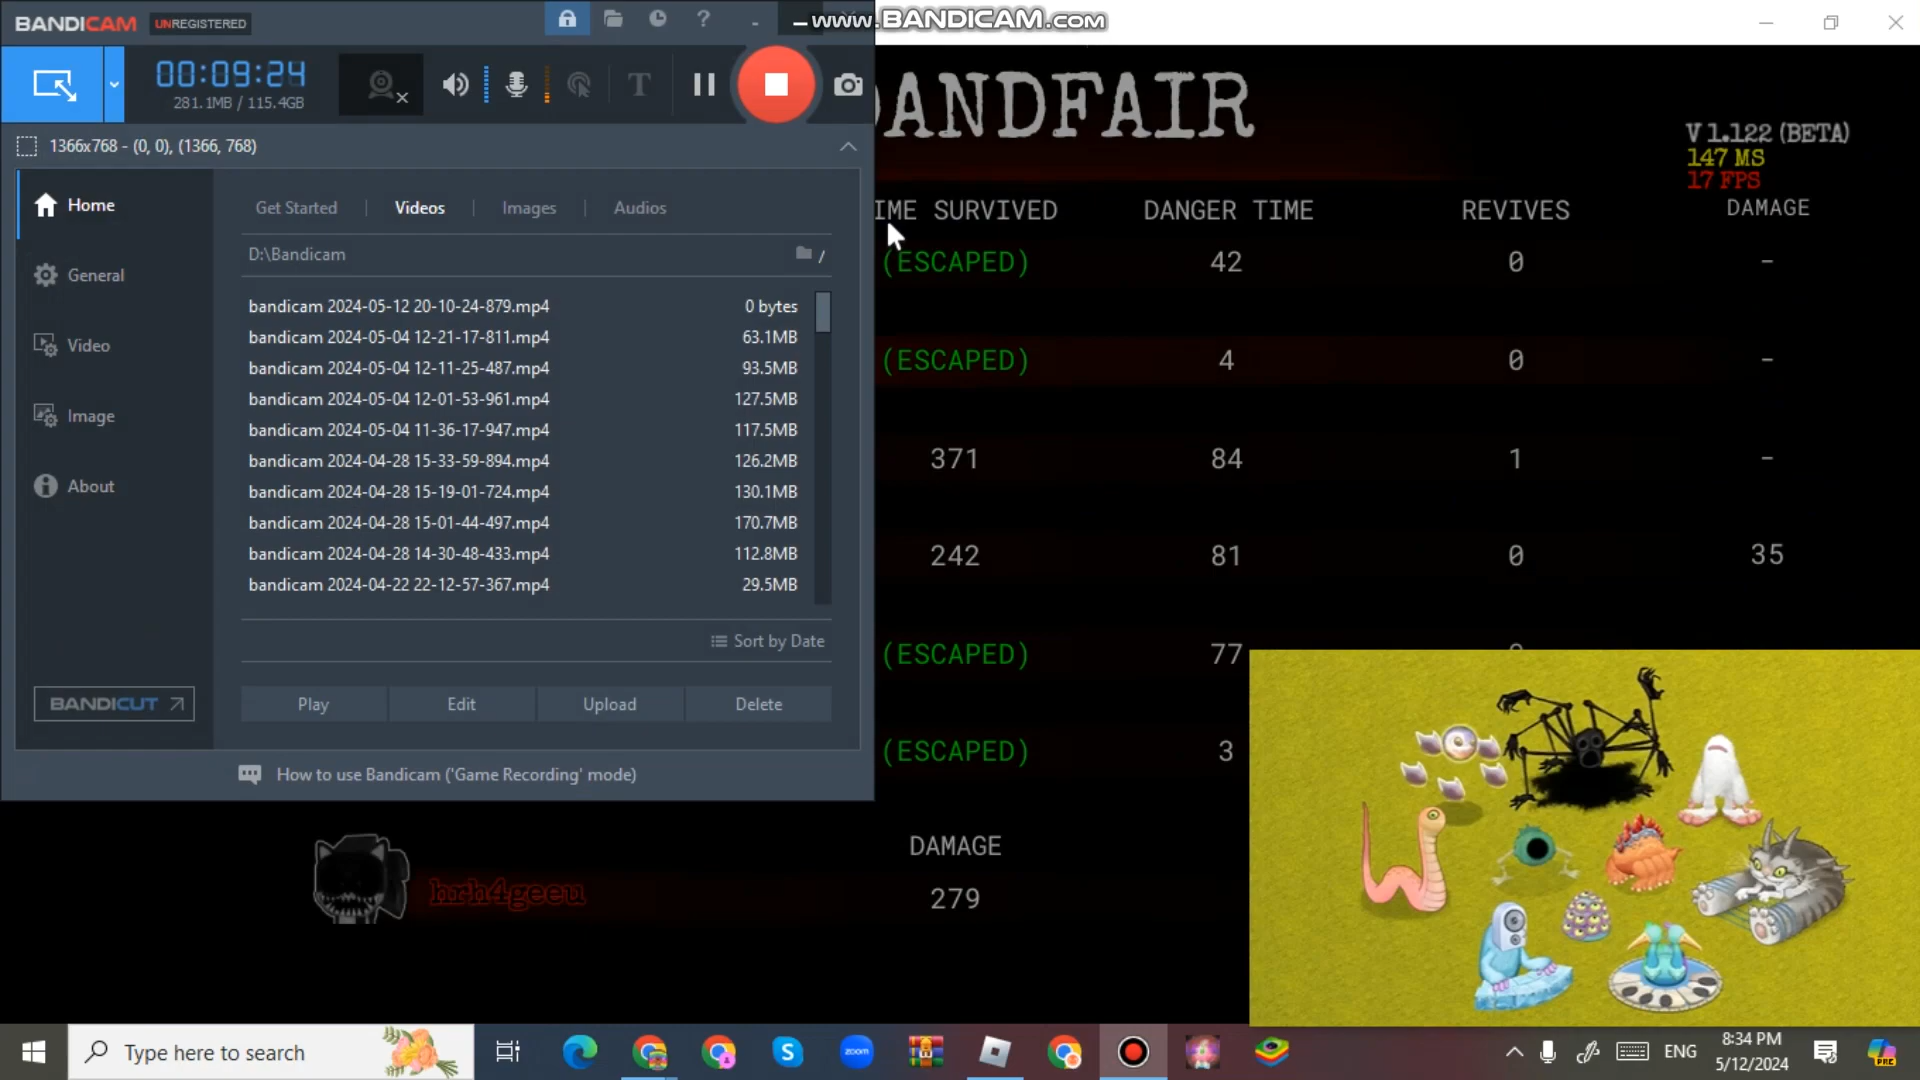 BANDICAM UNREGISTERED
www.BANDICAM.com
00:09:24
281.1MB / 115.4GB
1366x768 - (0, 0), (1366, 768)
Home
General
Video
Image
About
BANDICUT
Get Started
Videos
Images
Audios
D:\Bandicam
/
bandicam 2024-05-12 20-10-24-879.mp4 0 bytes
bandicam 2024-05-04 12-21-17-811.mp4 63.1MB
bandicam 2024-05-04 12-11-25-487.mp4 93.5MB
bandicam 2024-05-04 12-01-53-961.mp4 127.5MB
bandicam 2024-05-04 11-36-17-947.mp4 117.5MB
bandicam 2024-04-28 15-33-59-894.mp4 126.2MB
bandicam 2024-04-28 15-19-01-724.mp4 130.1MB
bandicam 2024-04-28 15-01-44-497.mp4 170.7MB
bandicam 2024-04-28 14-30-48-433.mp4 112.8MB
bandicam 2024-04-22 22-12-57-367.mp4 29.5MB
Sort by Date
Play Edit Upload Delete
How to use Bandicam ('Game Recording' mode)
ANDFAIR
V 1.122 (BETA)
147 MS
17 FPS
IME SURVIVED DANGER TIME REVIVES DAMAGE
(ESCAPED) 42 0 -
(ESCAPED) 4 0 -
371 84 1 -
242 81 0 35
(ESCAPED) 77
(ESCAPED) 3
DAMAGE
hrh4geeu 279
Type here to search
zoom
ENG
8:34 PM
5/12/2024
PRE